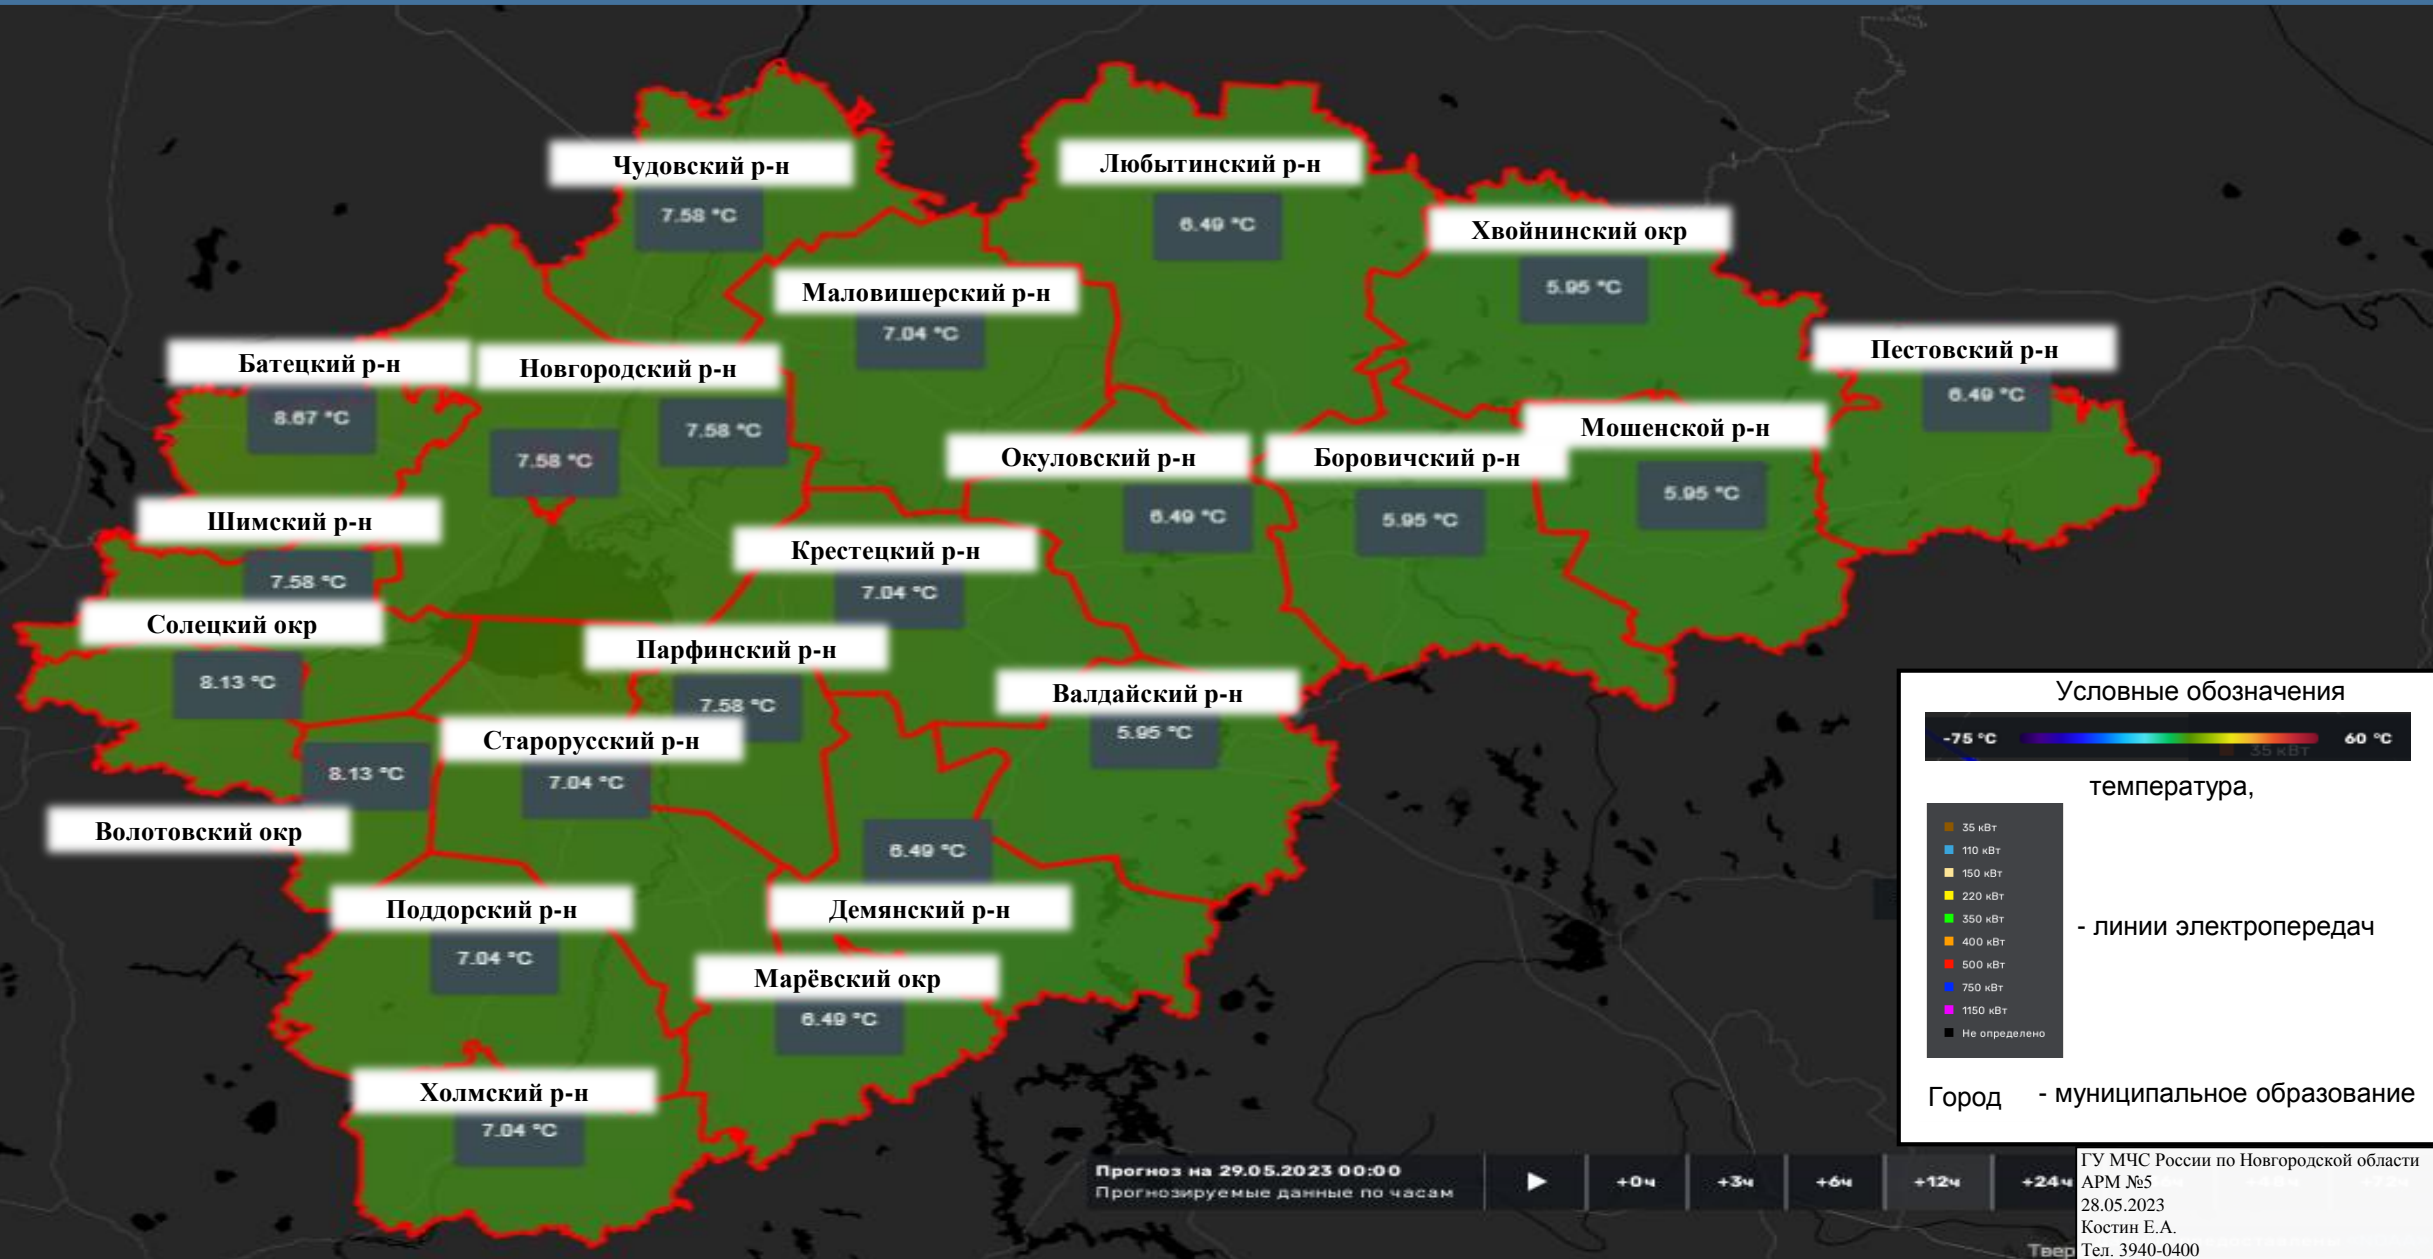 Чудовский р-н
7.58 °C
Любытинский р-н
6.49 °C
Хвойнинский окр
5.95 °C
Маловишерский р-н
7.04 °C
Пестовский р-н
6.49 °C
Батецкий р-н
8.67 °C
Новгородский р-н
7.58 °C
7.58 °C
Мошенской р-н
5.95 °C
Окуловский р-н
6.49 °C
Боровичский р-н
5.95 °C
Шимский р-н
7.58 °C
Крестецкий р-н
7.04 °C
Солецкий окр
8.13 °C
Парфинский р-н
7.58 °C
Валдайский р-н
5.95 °C
Старорусский р-н
7.04 °C
8.13 °C
Волотовский окр
6.49 °C
Демянский р-н
Поддорский р-н
7.04 °C
Марёвский окр
6.49 °C
Холмский р-н
7.04 °C
Условные обозначения
-75 °C
60 °C
35 кВт
температура,
35 кВт
110 кВт
150 кВт
220 кВт
350 кВт
400 кВт
500 кВт
750 кВт
1150 кВт
Не определено
- линии электропередач
Город - муниципальное образование
Прогноз на 29.05.2023 00:00
Прогнозируемые данные по часам
+0ч +3ч +6ч +12ч +24ч
ГУ МЧС России по Новгородской области
АРМ №5
28.05.2023
Костин Е.А.
Тел. 3940-0400
Твер